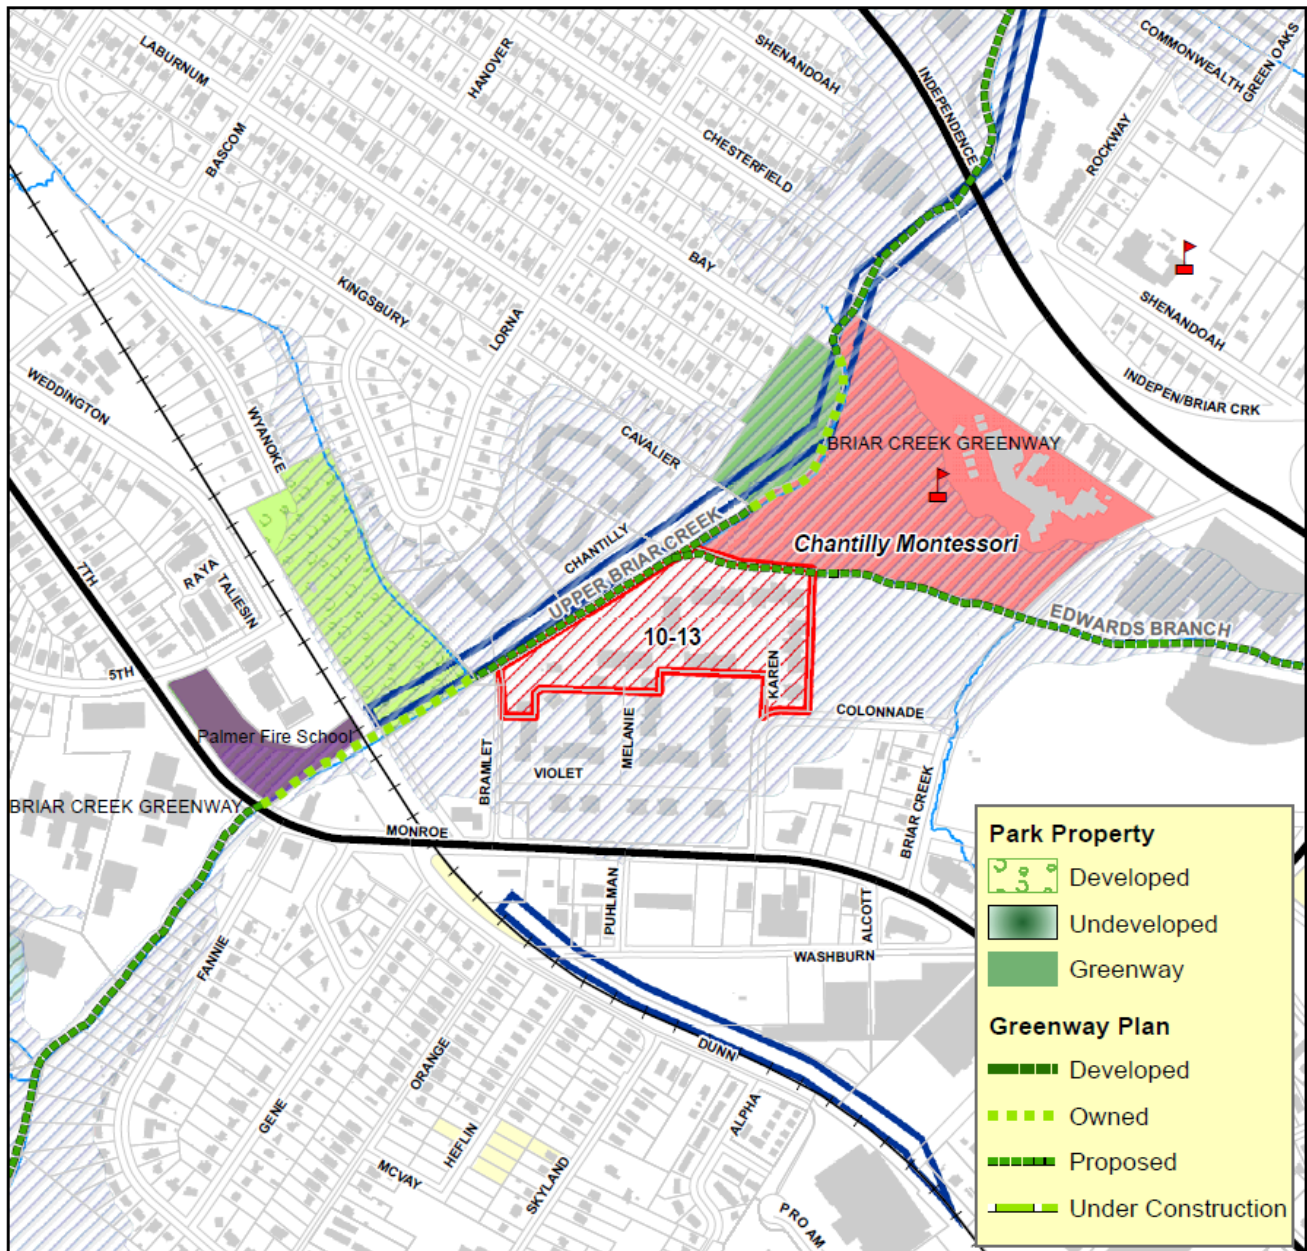 LABURNUM
HANOVER
SHENANDOAH
COMMONWEALTH
GREEN OAKS
BASCOM
INDEPENDENCE
CHESTERFIELD
ROCKWAY
BAY
KINGSBURY
LORNA
SHENANDOAH
INDEPEN/BRIAR CRK
WEDDINGTON
WYANOKE
CAVALIER
BRIAR CREEK GREENWAY
CHANTILLY
UPPER BRIAR CREEK
Chantilly Montessori
7TH
RAYA
TALIESIN
EDWARDS BRANCH
10-13
5TH
KAREN
COLONNADE
Palmer Fire School
MELANIE
BRAMLET
VIOLET
BRIAR CREEK GREENWAY
BRIAR CREEK
MONROE
PUHLMAN
ALCOTT
FANNIE
WASHBURN
DUNN
ORANGE
GENE
HEFLIN
ALPHA
MCVAY
SKYLAND
PRO AM
Park Property
Developed
Undeveloped
Greenway
Greenway Plan
Developed
Owned
Proposed
Under Construction